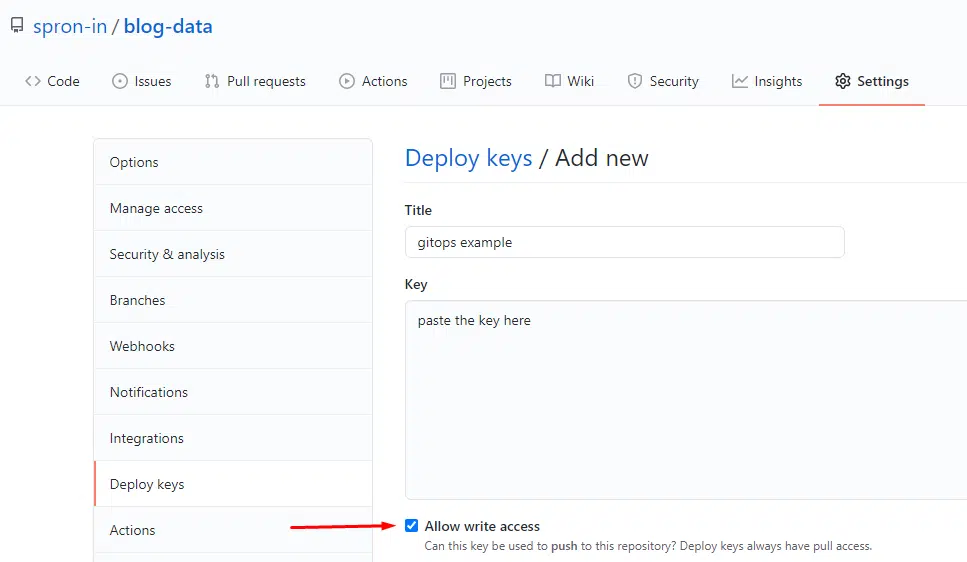 spron-in / blog-data
Code Issues Pull requests Actions Projects Wiki Security Insights Settings
Options
Manage access
Security & analysis
Branches
Webhooks
Notifications
Integrations
Deploy keys
Actions
Deploy keys / Add new
Title
gitops example
Key
paste the key here
Allow write access
Can this key be used to push to this repository? Deploy keys always have pull access.